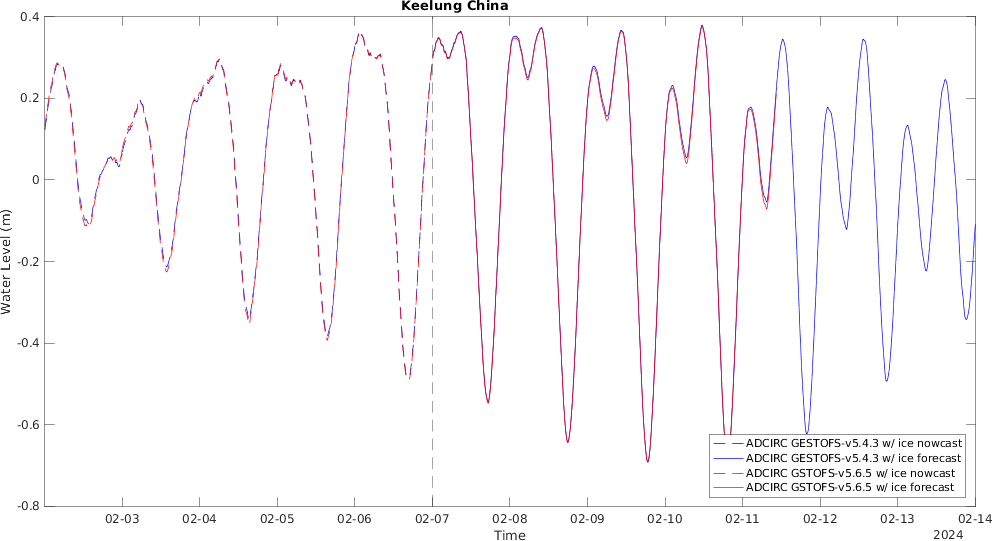 Keelung China
0.4
0.2
0
-0.2
-0.4
-0.6
-0.8
Water Level (m)
ADCIRC GESTOFS-v5.4.3 w/ ice nowcast
ADCIRC GESTOFS-v5.4.3 w/ ice forecast
ADCIRC GSTOFS-v5.6.5 w/ ice nowcast
ADCIRC GSTOFS-v5.6.5 w/ ice forecast
02-03 02-04 02-05 02-06 02-07 02-08 02-09 02-10 02-11 02-12 02-13 02-14
Time
2024